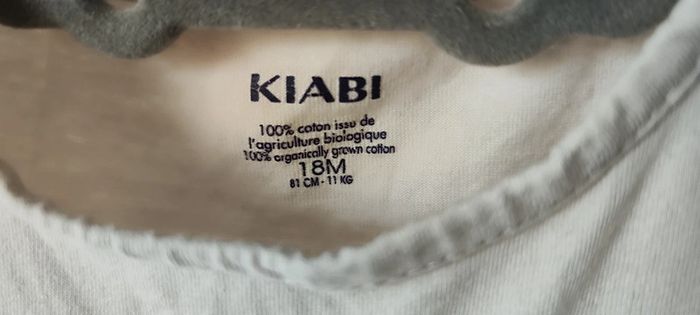 KIABI
100% coton issu de
l'agriculture biologique
100% organically grown cotton
18M
81 CM - 11 KG